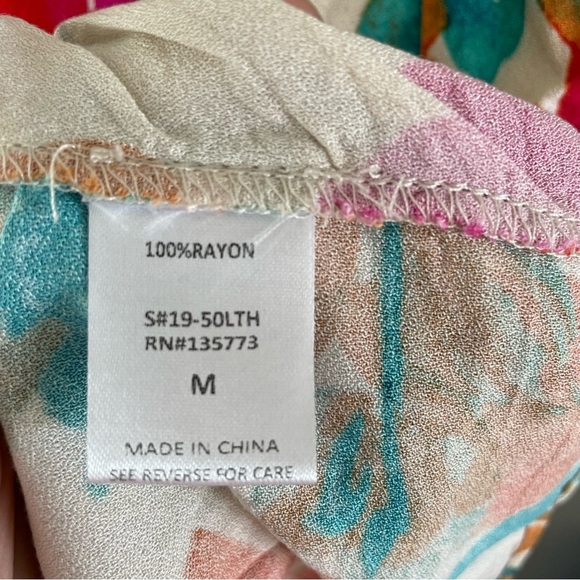 100%RAYON
S#19-50LTH
RN#135773
M
MADE IN CHINA
SEE REVERSE FOR CARE